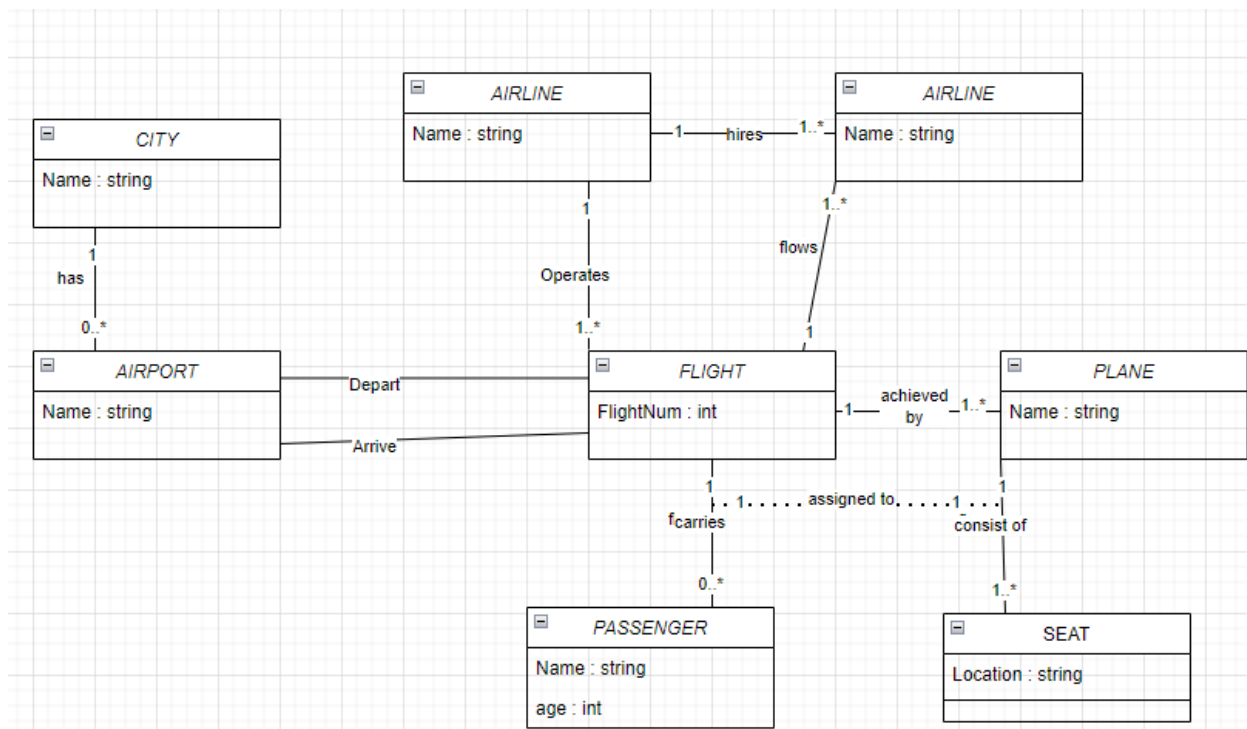 AIRLINE
Name : string
AIRLINE
Name : string
1 hires 1..*
CITY
Name : string
1
has
0..*
1
Operates
1..*
1..*
flows
1
AIRPORT
Name : string
Depart
Arrive
FLIGHT
FlightNum : int
1 achieved by 1..*
PLANE
Name : string
1
fcarries
0..*
1 assigned to 1
1
Consist of
1..*
PASSENGER
Name : string
age : int
SEAT
Location : string